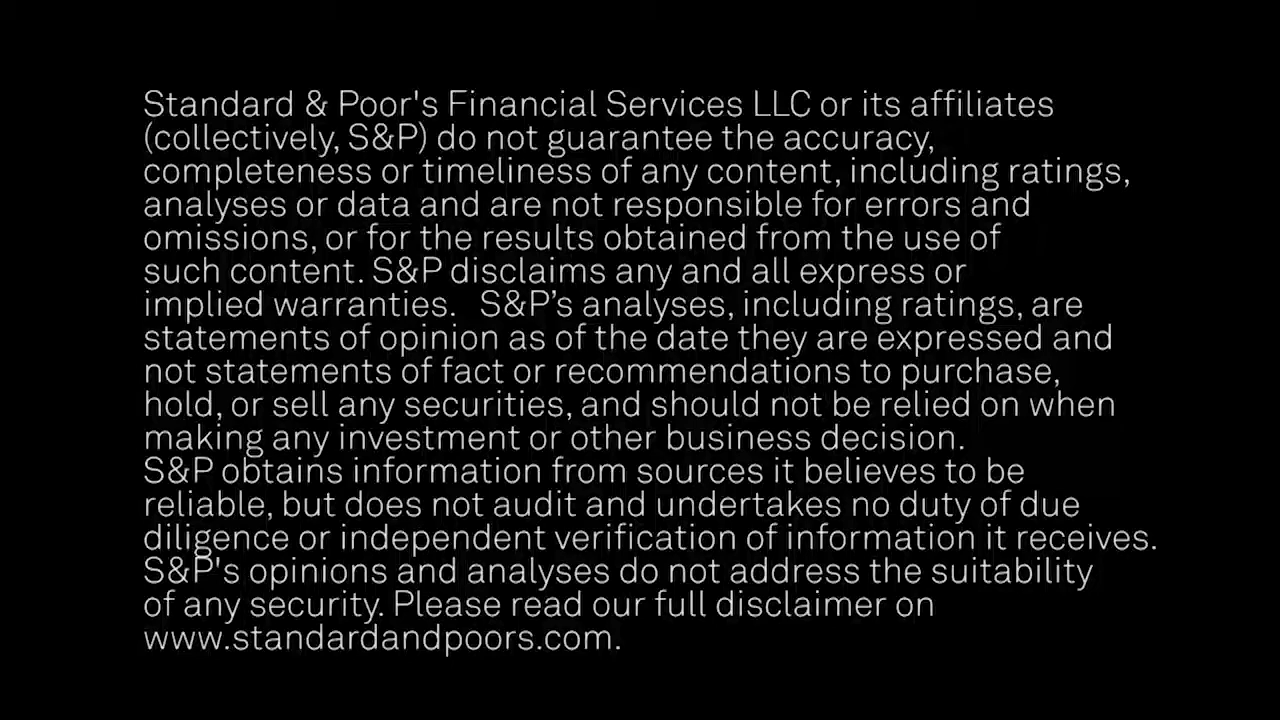 Standard & Poor's Financial Services LLC or its affiliates
(collectively, S&P) do not guarantee the accuracy,
completeness or timeliness of any content, including ratings,
analyses or data and are not responsible for errors and
omissions, or for the results obtained from the use of
such content. S&P disclaims any and all express or
implied warranties.   S&P’s analyses, including ratings, are
statements of opinion as of the date they are expressed and
not statements of fact or recommendations to purchase,
hold, or sell any securities, and should not be relied on when
making any investment or other business decision.
S&P obtains information from sources it believes to be
reliable, but does not audit and undertakes no duty of due
diligence or independent verification of information it receives.
S&P's opinions and analyses do not address the suitability
of any security. Please read our full disclaimer on
www.standardandpoors.com.